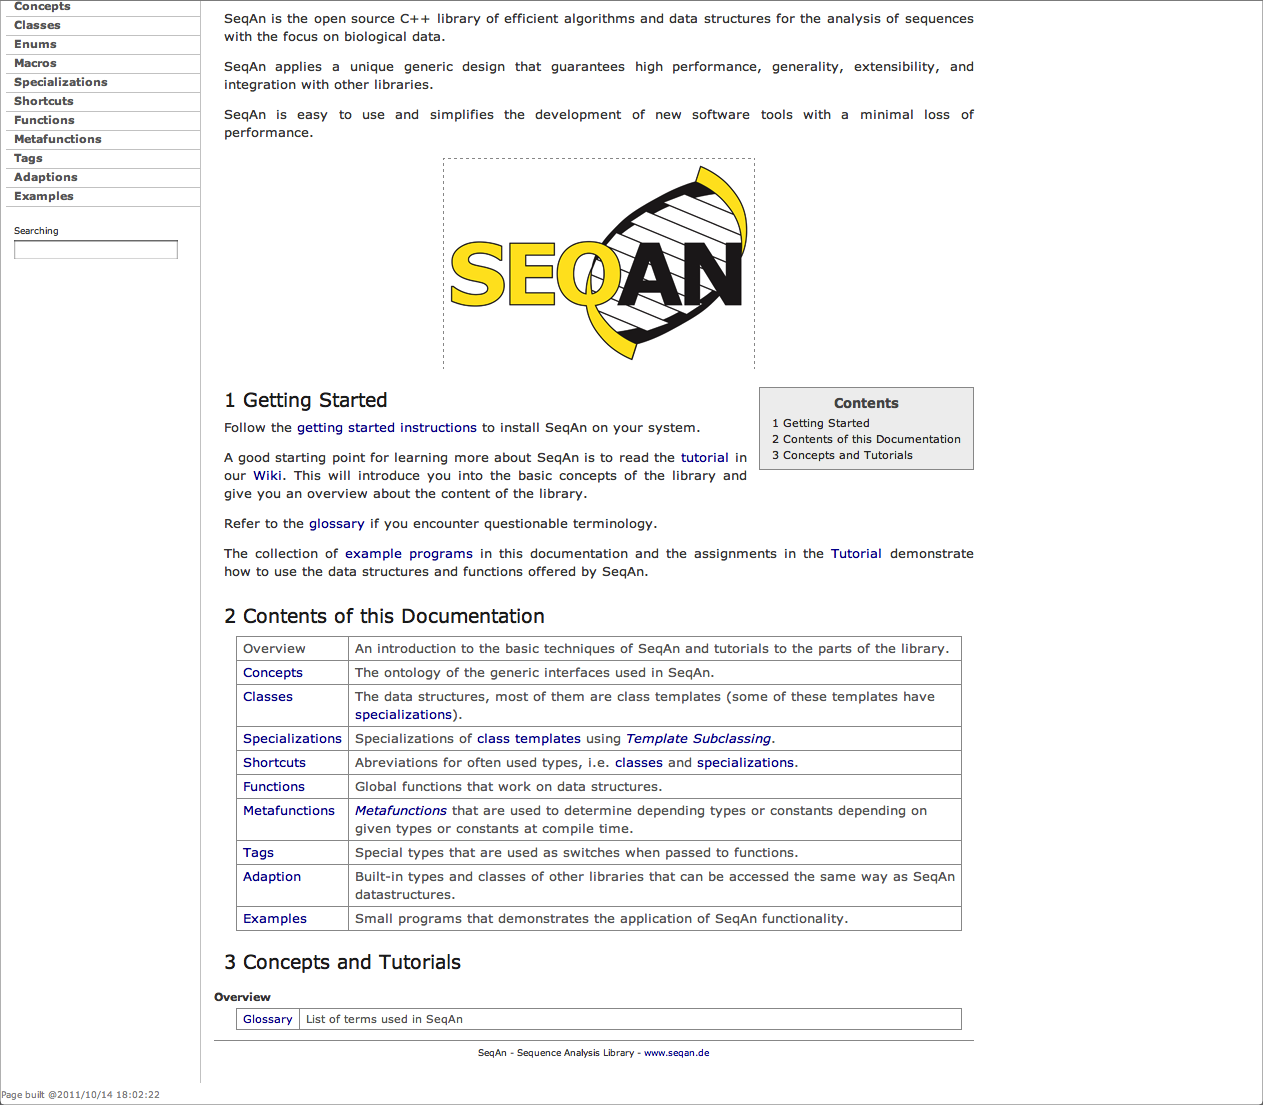 Concepts
Classes
Enums
Macros
Specializations
Shortcuts
Functions
Metafunctions
Tags
Adaptions
Examples
Searching
SeqAn is the open source C++ library of efficient algorithms and data structures for the analysis of sequences
with the focus on biological data.
SeqAn applies a unique generic design that guarantees high performance, generality, extensibility, and
integration with other libraries.
SeqAn is easy to use and simplifies the development of new software tools with a minimal loss of
performance.
SEQAN
1 Getting Started
Follow the getting started instructions to install SeqAn on your system.
A good starting point for learning more about SeqAn is to read the tutorial in
our Wiki. This will introduce you into the basic concepts of the library and
give you an overview about the content of the library.
Refer to the glossary if you encounter questionable terminology.
The collection of example programs in this documentation and the assignments in the Tutorial demonstrate
how to use the data structures and functions offered by SeqAn.
Contents
1 Getting Started
2 Contents of this Documentation
3 Concepts and Tutorials
2 Contents of this Documentation
Overview An introduction to the basic techniques of SeqAn and tutorials to the parts of the library.
Concepts The ontology of the generic interfaces used in SeqAn.
Classes The data structures, most of them are class templates (some of these templates have
specializations).
Specializations Specializations of class templates using Template Subclassing.
Shortcuts Abreviations for often used types, i.e. classes and specializations.
Functions Global functions that work on data structures.
Metafunctions Metafunctions that are used to determine depending types or constants depending on
given types or constants at compile time.
Tags Special types that are used as switches when passed to functions.
Adaption Built-in types and classes of other libraries that can be accessed the same way as SeqAn
datastructures.
Examples Small programs that demonstrates the application of SeqAn functionality.
3 Concepts and Tutorials
Overview
Glossary List of terms used in SeqAn
SeqAn - Sequence Analysis Library - www.seqan.de
Page built @2011/10/14 18:02:22